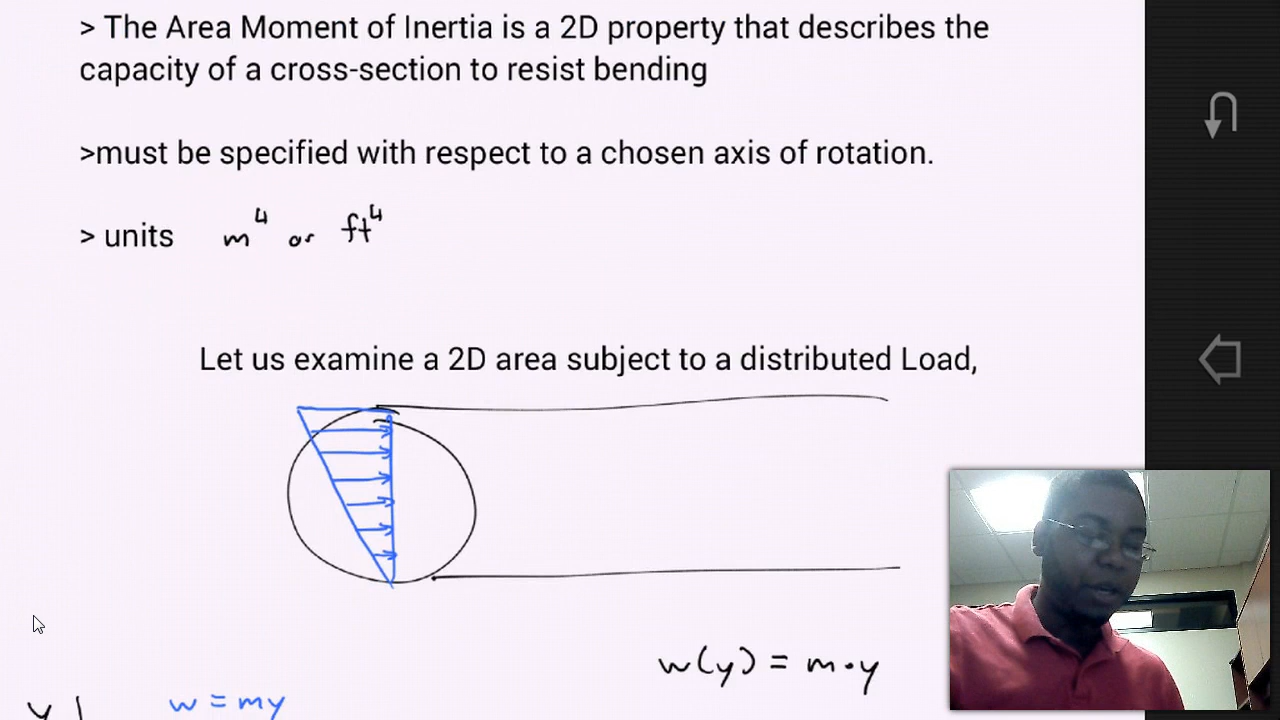 > The Area Moment of Inertia is a 2D property that describes the
capacity of a cross-section to resist bending
>must be specified with respect to a chosen axis of rotation.
> units m⁴ or ft⁴
Let us examine a 2D area subject to a distributed Load,
w(y) = m·y
y w = my